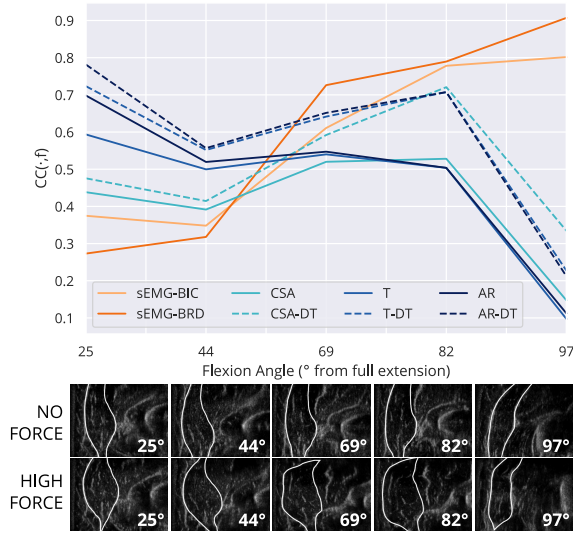 0.9
0.8
0.7
0.6
0.5
0.4
0.3
0.2
0.1
CC(·,f)
sEMG-BIC CSA T AR
sEMG-BRD CSA-DT T-DT AR-DT
25 44 69 82 97
Flexion Angle (° from full extension)
NO FORCE
25° 44° 69° 82° 97°
HIGH FORCE
25° 44° 69° 82° 97°